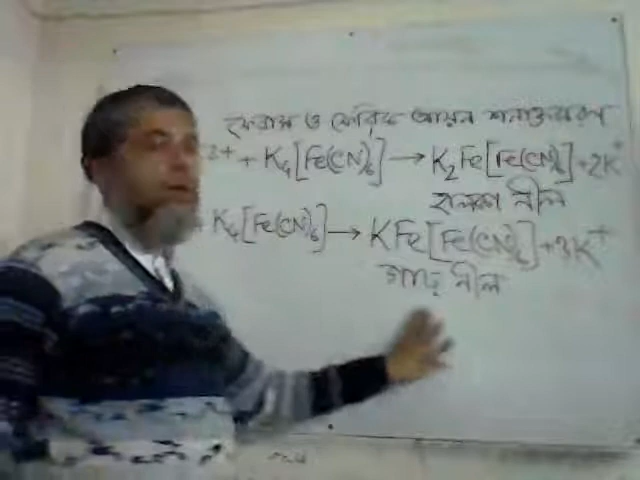 ফেরাস ও ফেরিক আয়ন শনাক্তকরণ
2+ + K₄[Fe(CN)₆] → K₂Fe[Fe(CN)₆] + 2K⁺
হালকা নীল
K₄[Fe(CN)₆] → KFe[Fe(CN)₆] + 3K⁺
গাঢ় নীল